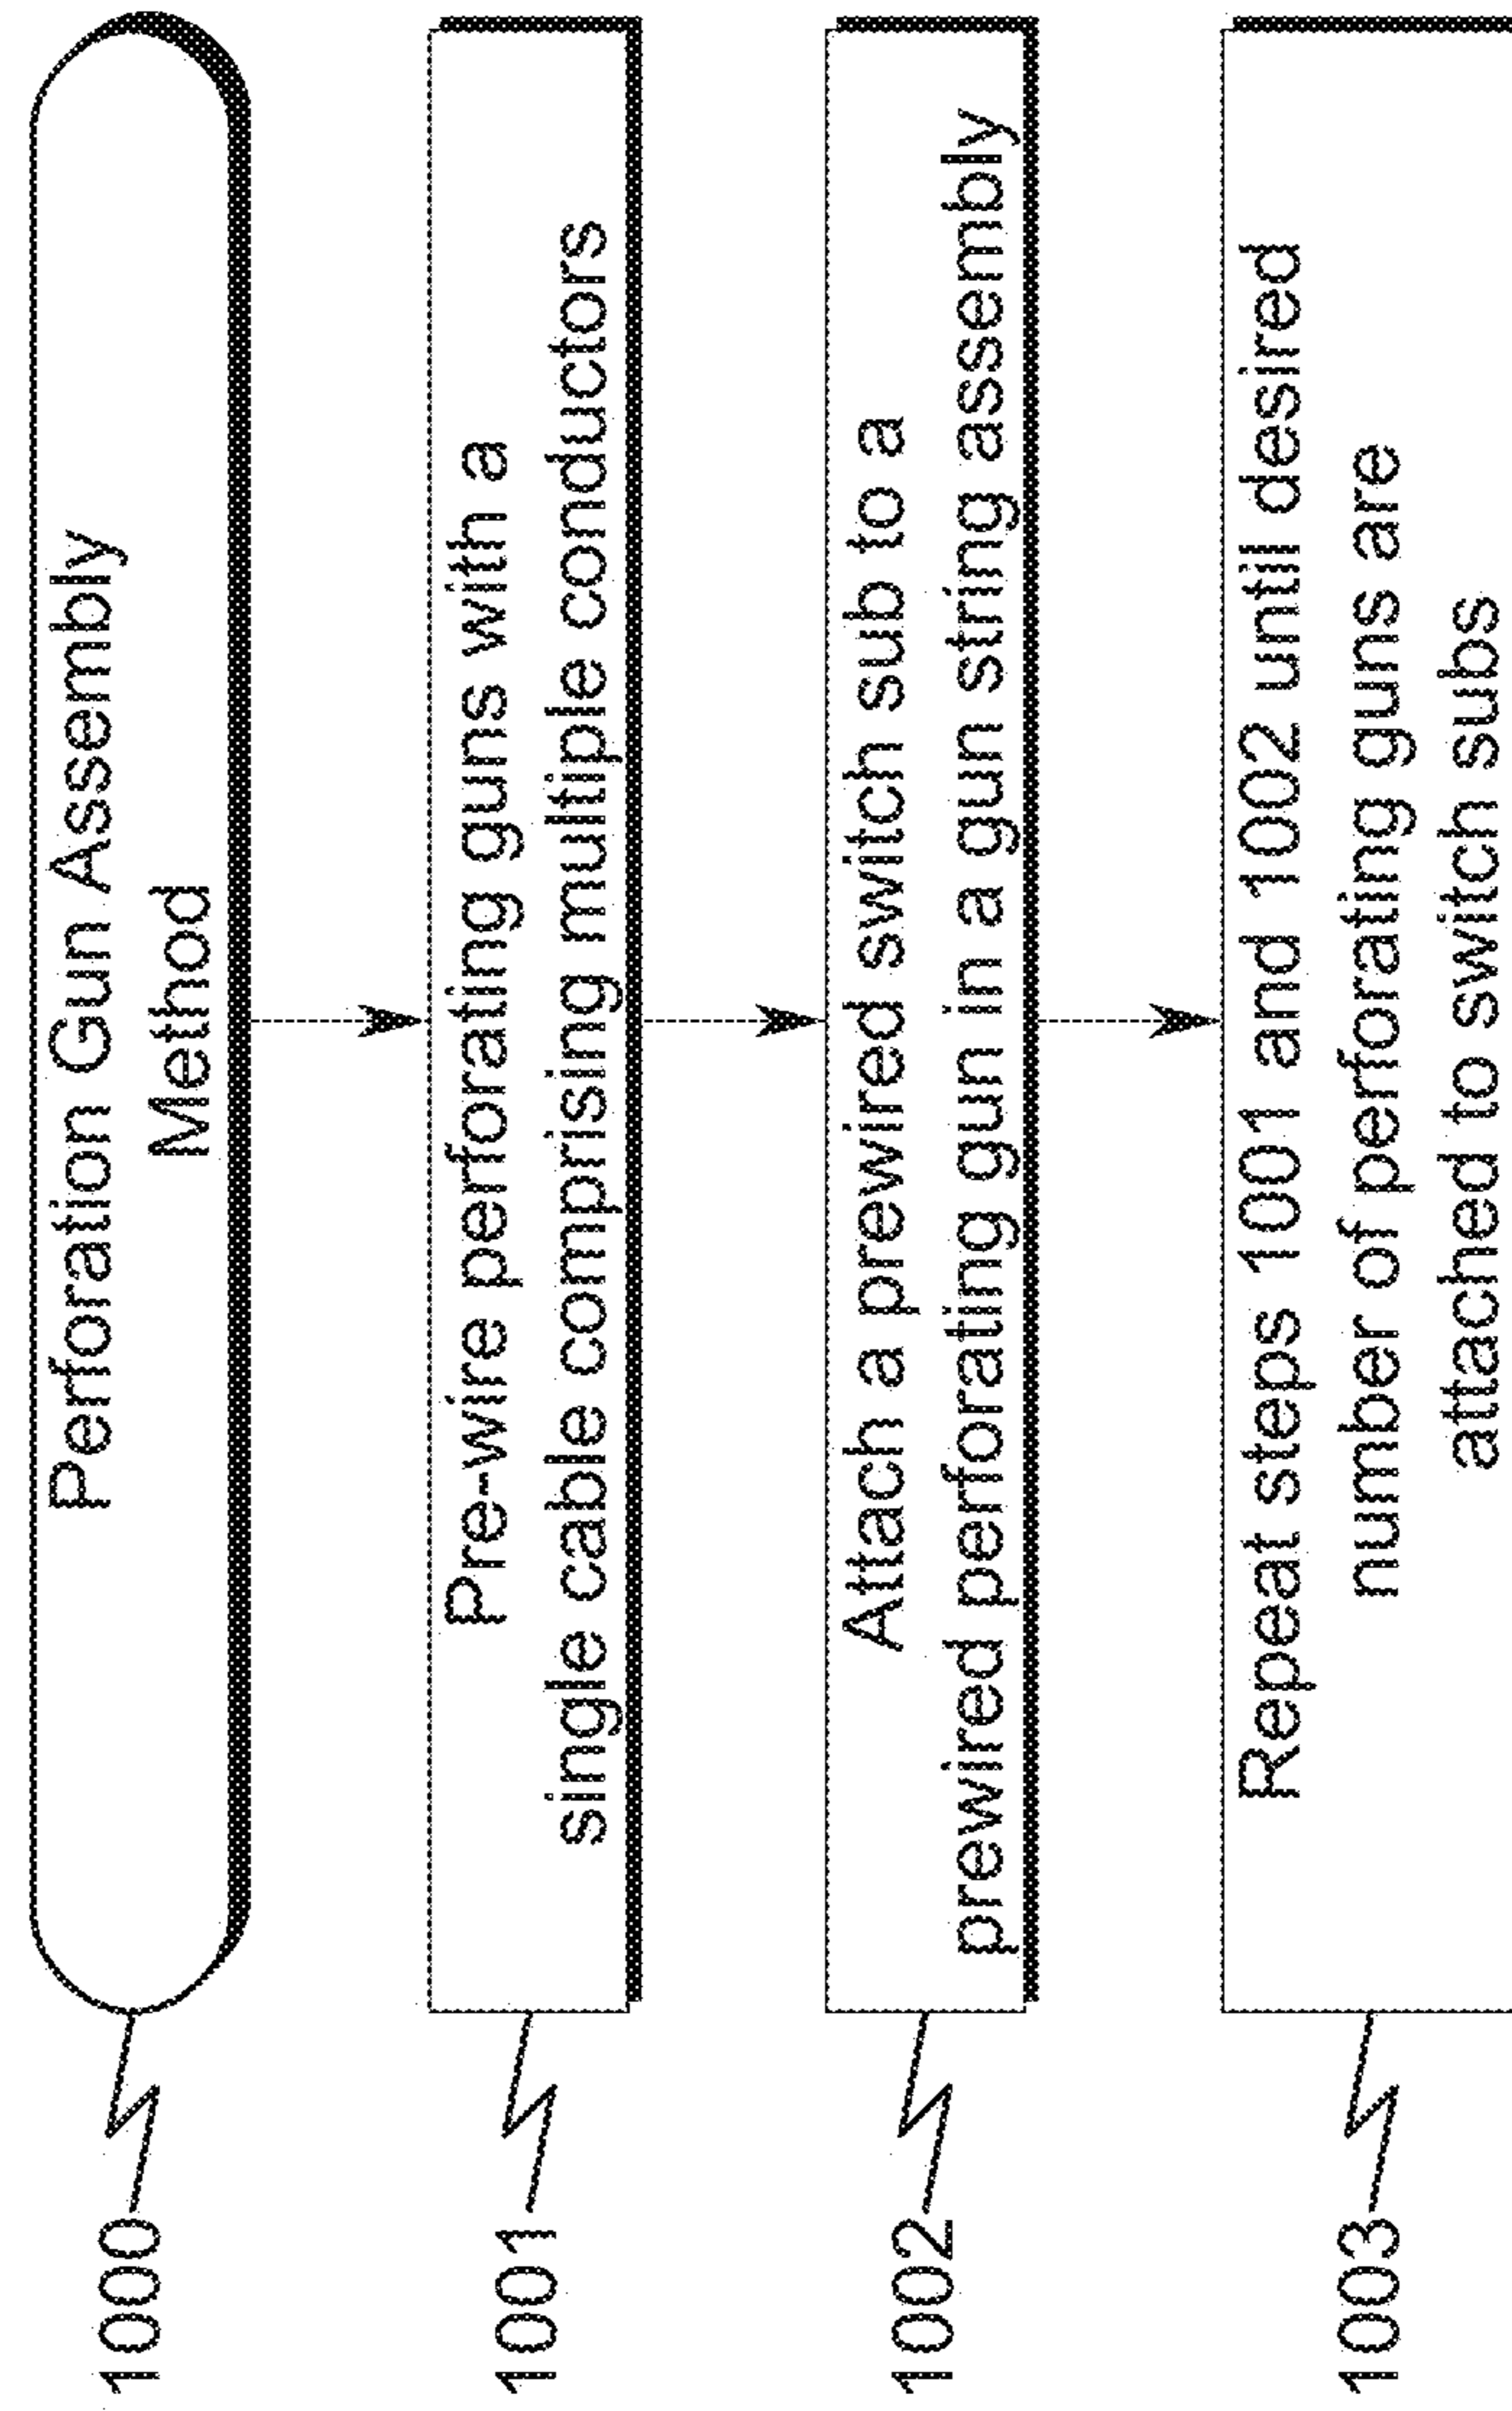 1000
Perforation Gun Assembly
Method
1001
Pre-wire perforating guns with a
single cable comprising multiple conductors
1002
Attach a prewired switch sub to a
prewired perforating gun in a gun string assembly
1003
Repeat steps 1001 and 1002 until desired
number of perforating guns are
attached to switch subs